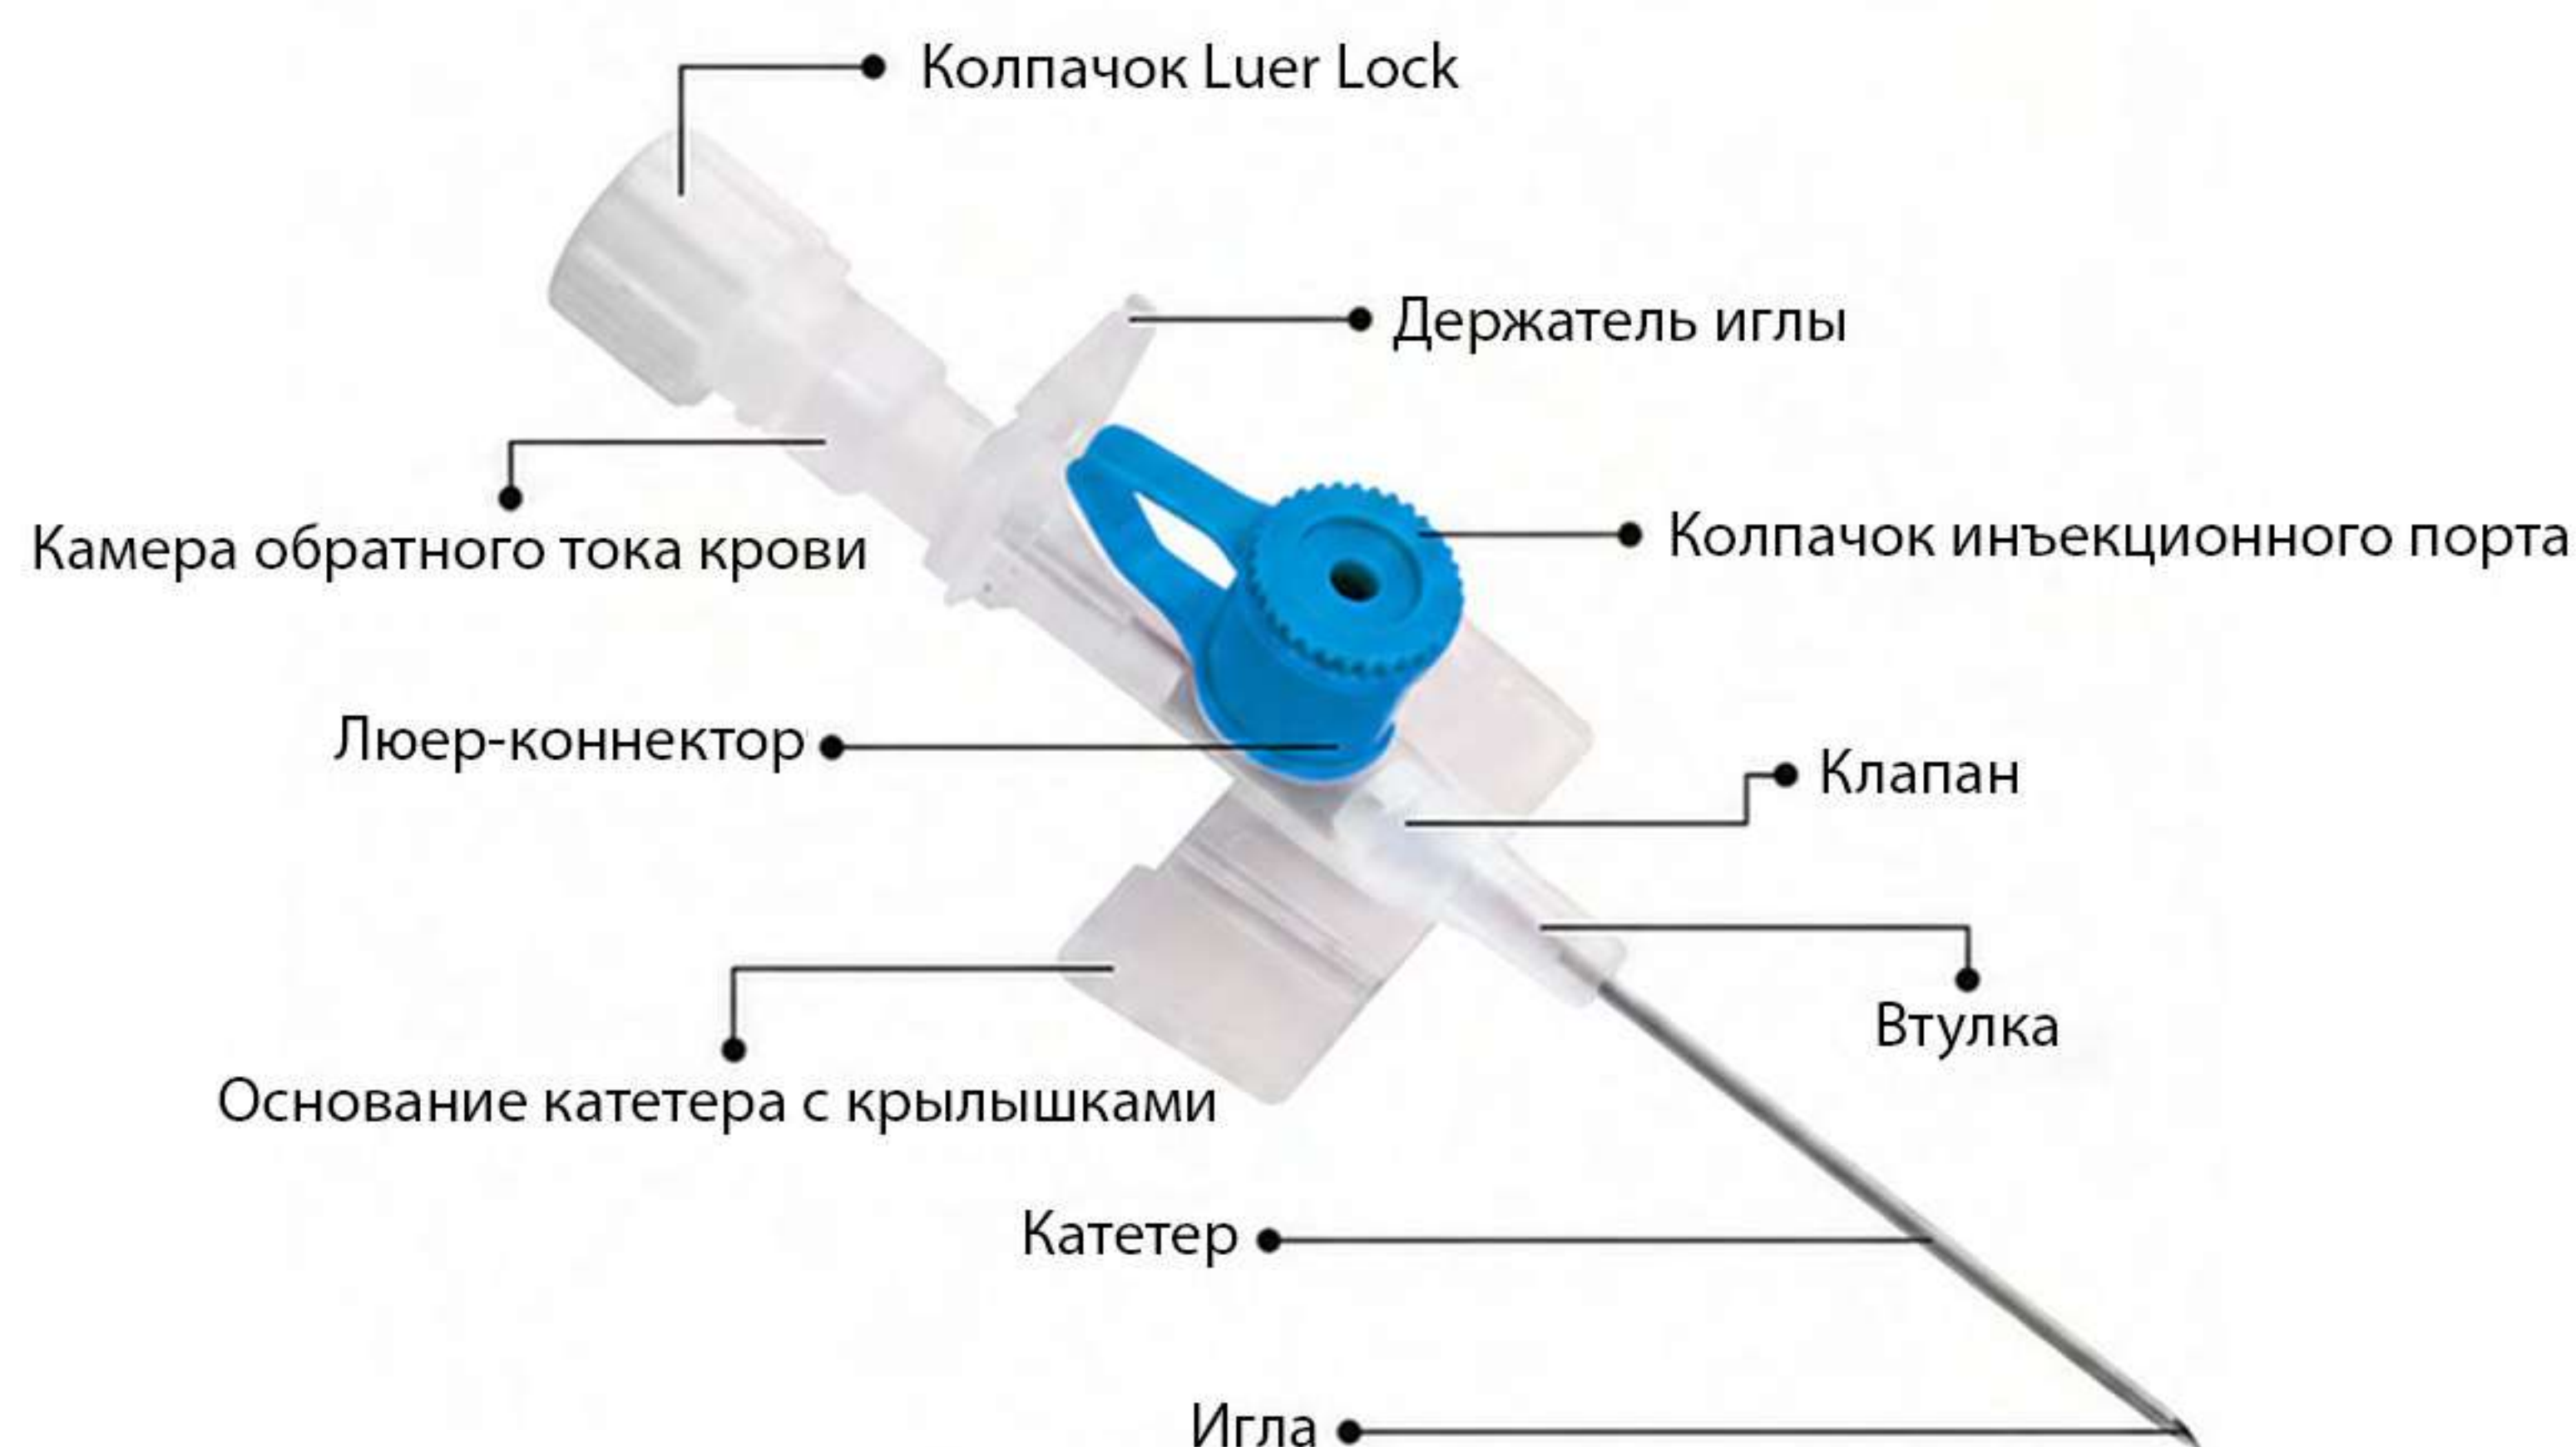 Колпачок Luer Lock
Держатель иглы
Колпачок инъекционного порта
Камера обратного тока крови
Люер-коннектор
Клапан
Втулка
Основание катетера с крылышками
Катетер
Игла